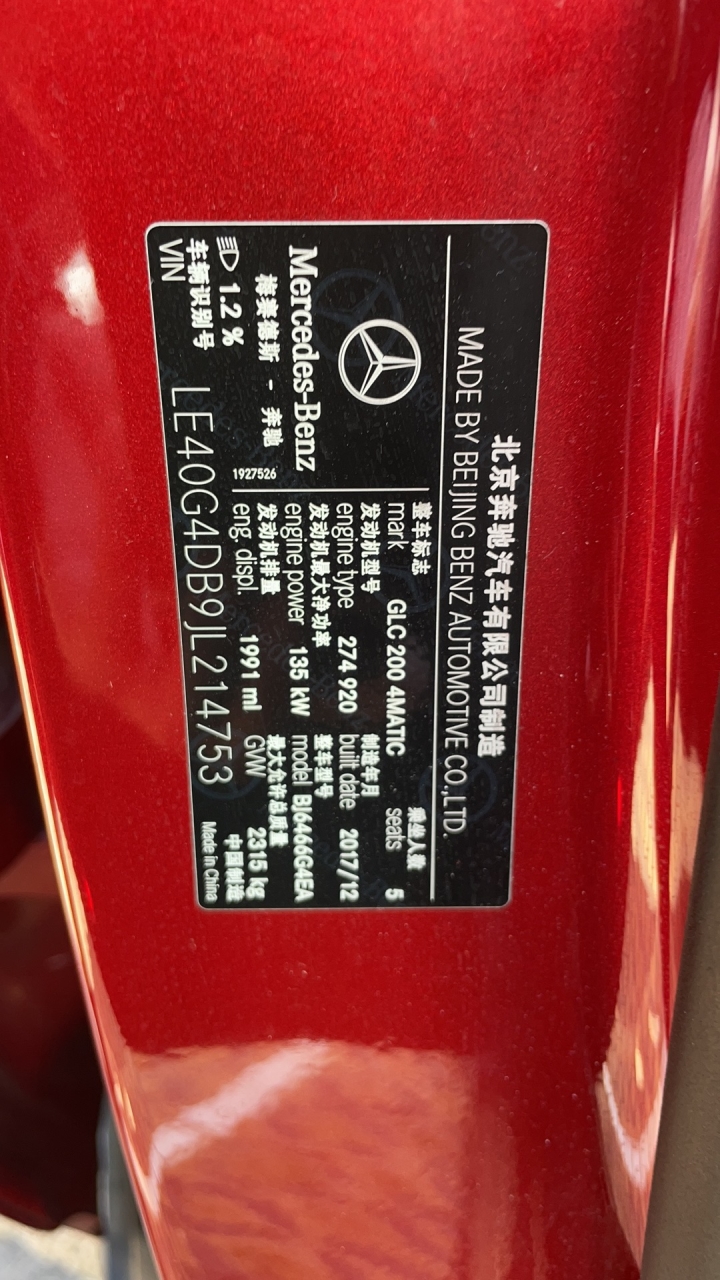 北京奔驰汽车有限公司制造
MADE BY BEIJING BENZ AUTOMOTIVE CO.,LTD.
Mercedes-Benz
梅赛德斯 - 奔驰
1927526
整车标志
mark GLC 200 4MATIC
乘坐人数
seats 5
发动机型号
engine type 274 920
制造年月
built date 2017/12
发动机最大净功率
engine power 135 kW
整车型号
model BJ6466G4EA
发动机排量
eng. displ. 1991 ml
最大允许总质量
GVW 2315 kg
1.2 %
车辆识别号
VIN LE40G4DB9JL214753
中国制造
Made in China